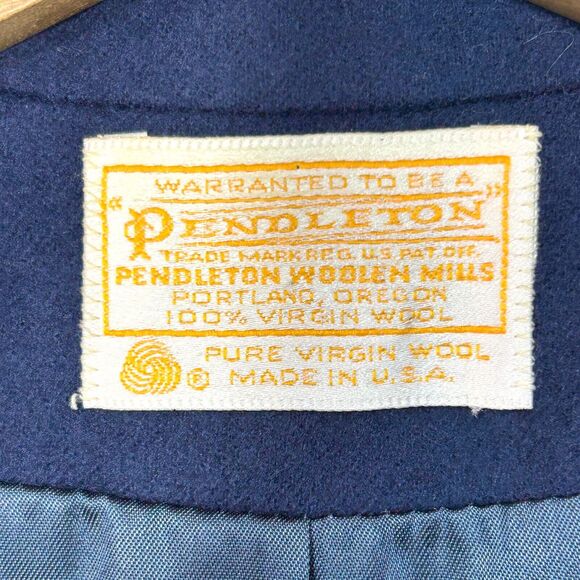 WARRANTED TO BE A
"PENDLETON"
TRADE MARK REG. U.S. PAT. OFF.
PENDLETON WOOLEN MILLS
PORTLAND, OREGON
100% VIRGIN WOOL
PURE VIRGIN WOOL
® MADE IN U.S.A.